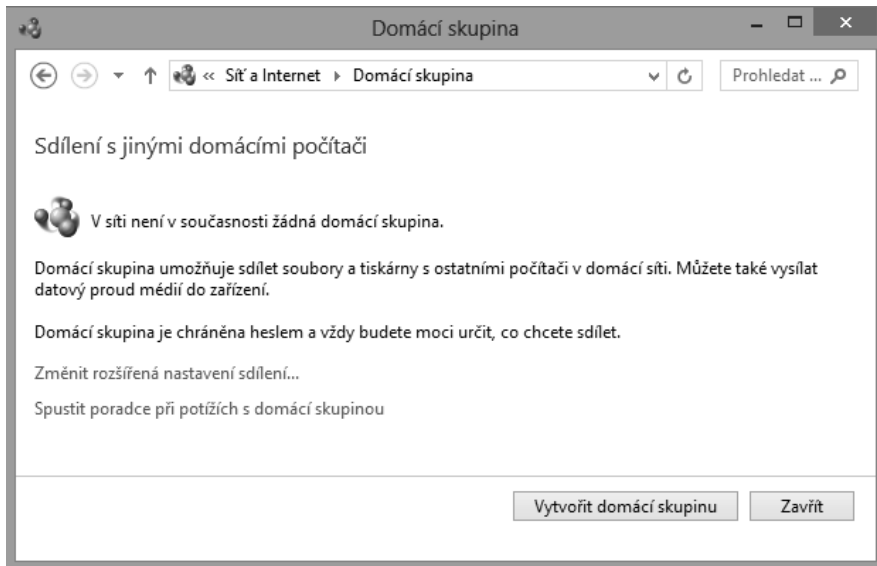 Domácí skupina
« Síť a Internet ▸ Domácí skupina
Prohledat ...
Sdílení s jinými domácími počítači
V síti není v současnosti žádná domácí skupina.
Domácí skupina umožňuje sdílet soubory a tiskárny s ostatními počítači v domácí síti. Můžete také vysílat
datový proud médií do zařízení.
Domácí skupina je chráněna heslem a vždy budete moci určit, co chcete sdílet.
Změnit rozšířená nastavení sdílení...
Spustit poradce při potížích s domácí skupinou
Vytvořit domácí skupinu
Zavřít